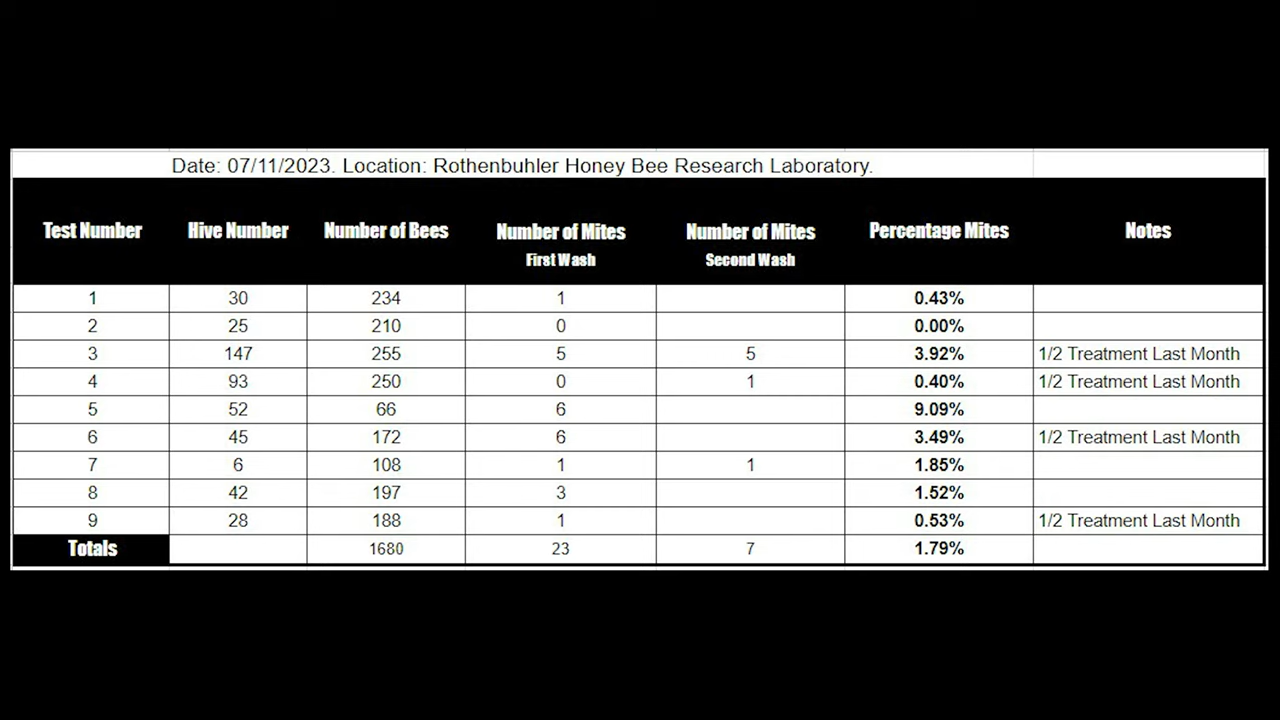 Date: 07/11/2023. Location: Rothenbuhler Honey Bee Research Laboratory.
Test Number Hive Number Number of Bees Number of Mites Number of Mites Percentage Mites Notes
First Wash Second Wash
1 30 234 1 0.43%
2 25 210 0 0.00%
3 147 255 5 5 3.92% 1/2 Treatment Last Month
4 93 250 0 1 0.40% 1/2 Treatment Last Month
5 52 66 6 9.09%
6 45 172 6 3.49% 1/2 Treatment Last Month
7 6 108 1 1 1.85%
8 42 197 3 1.52%
9 28 188 1 0.53% 1/2 Treatment Last Month
Totals 1680 23 7 1.79%